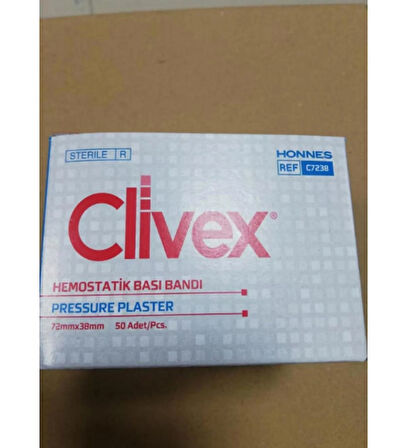 STERILE R
HONNES
REF C7238
Clivex®
HEMOSTATİK BASI BANDI
PRESSURE PLASTER
72mmx38mm 50 Adet/Pcs.